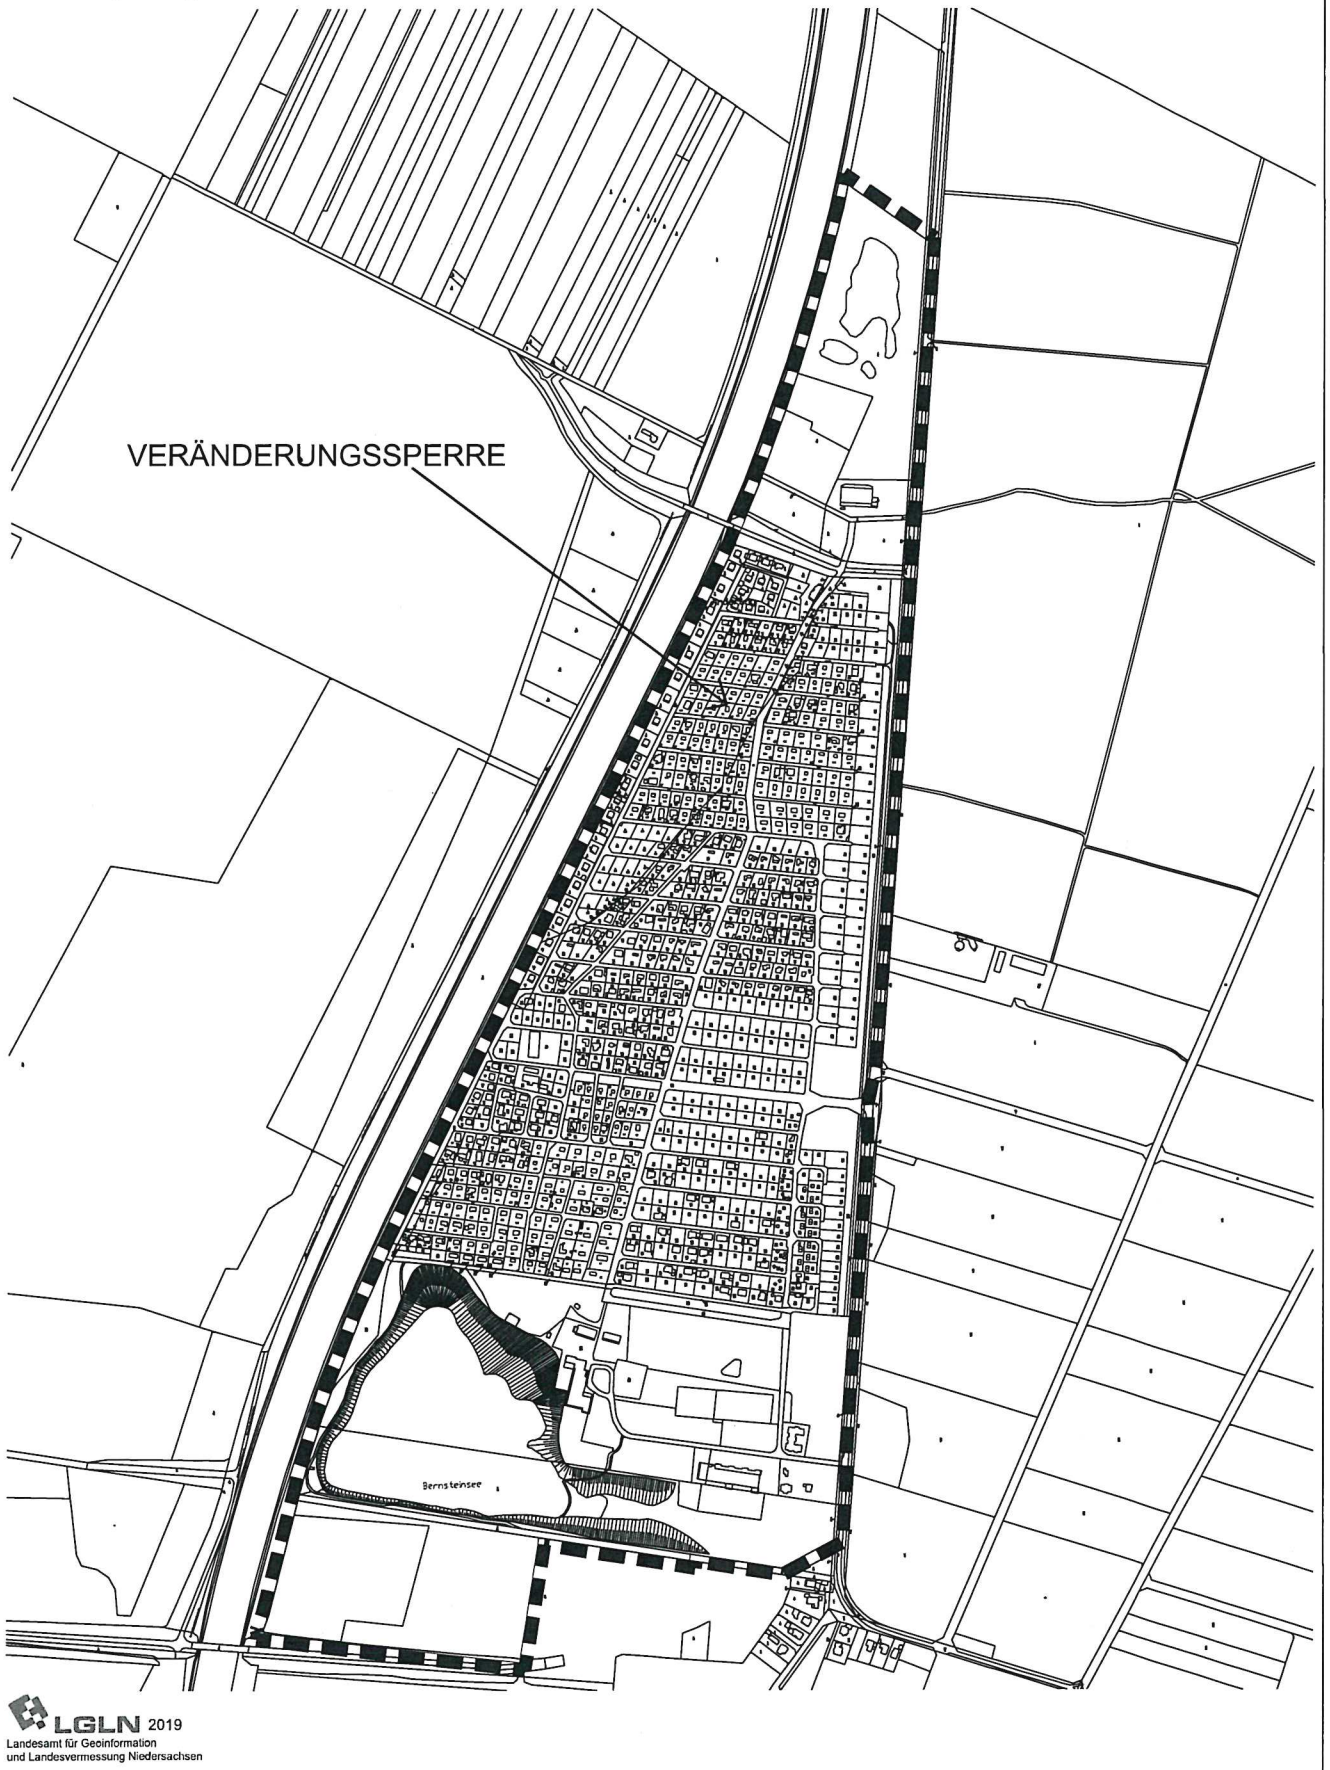 VERÄNDERUNGSSPERRE
Bernsteinsee
LGLN 2019
Landesamt für Geoinformation
und Landesvermessung Niedersachsen